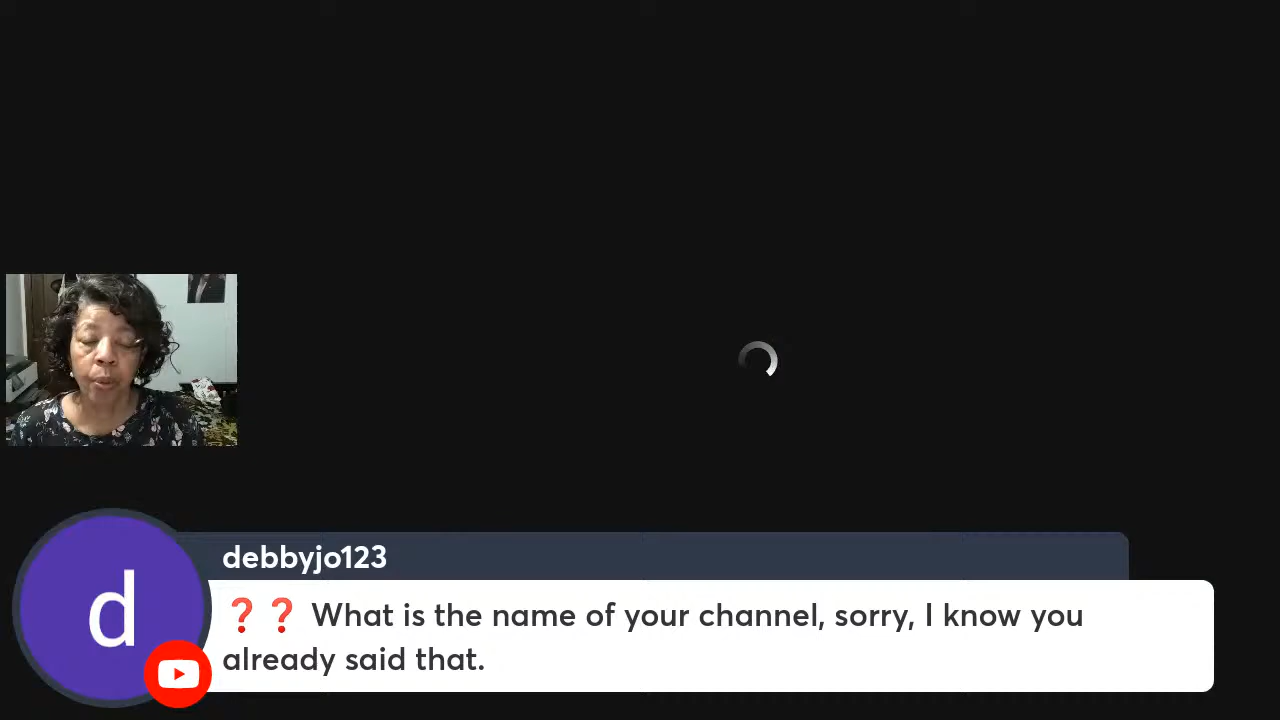 debbyjo123
❓❓ What is the name of your channel, sorry, I know you
already said that.
d